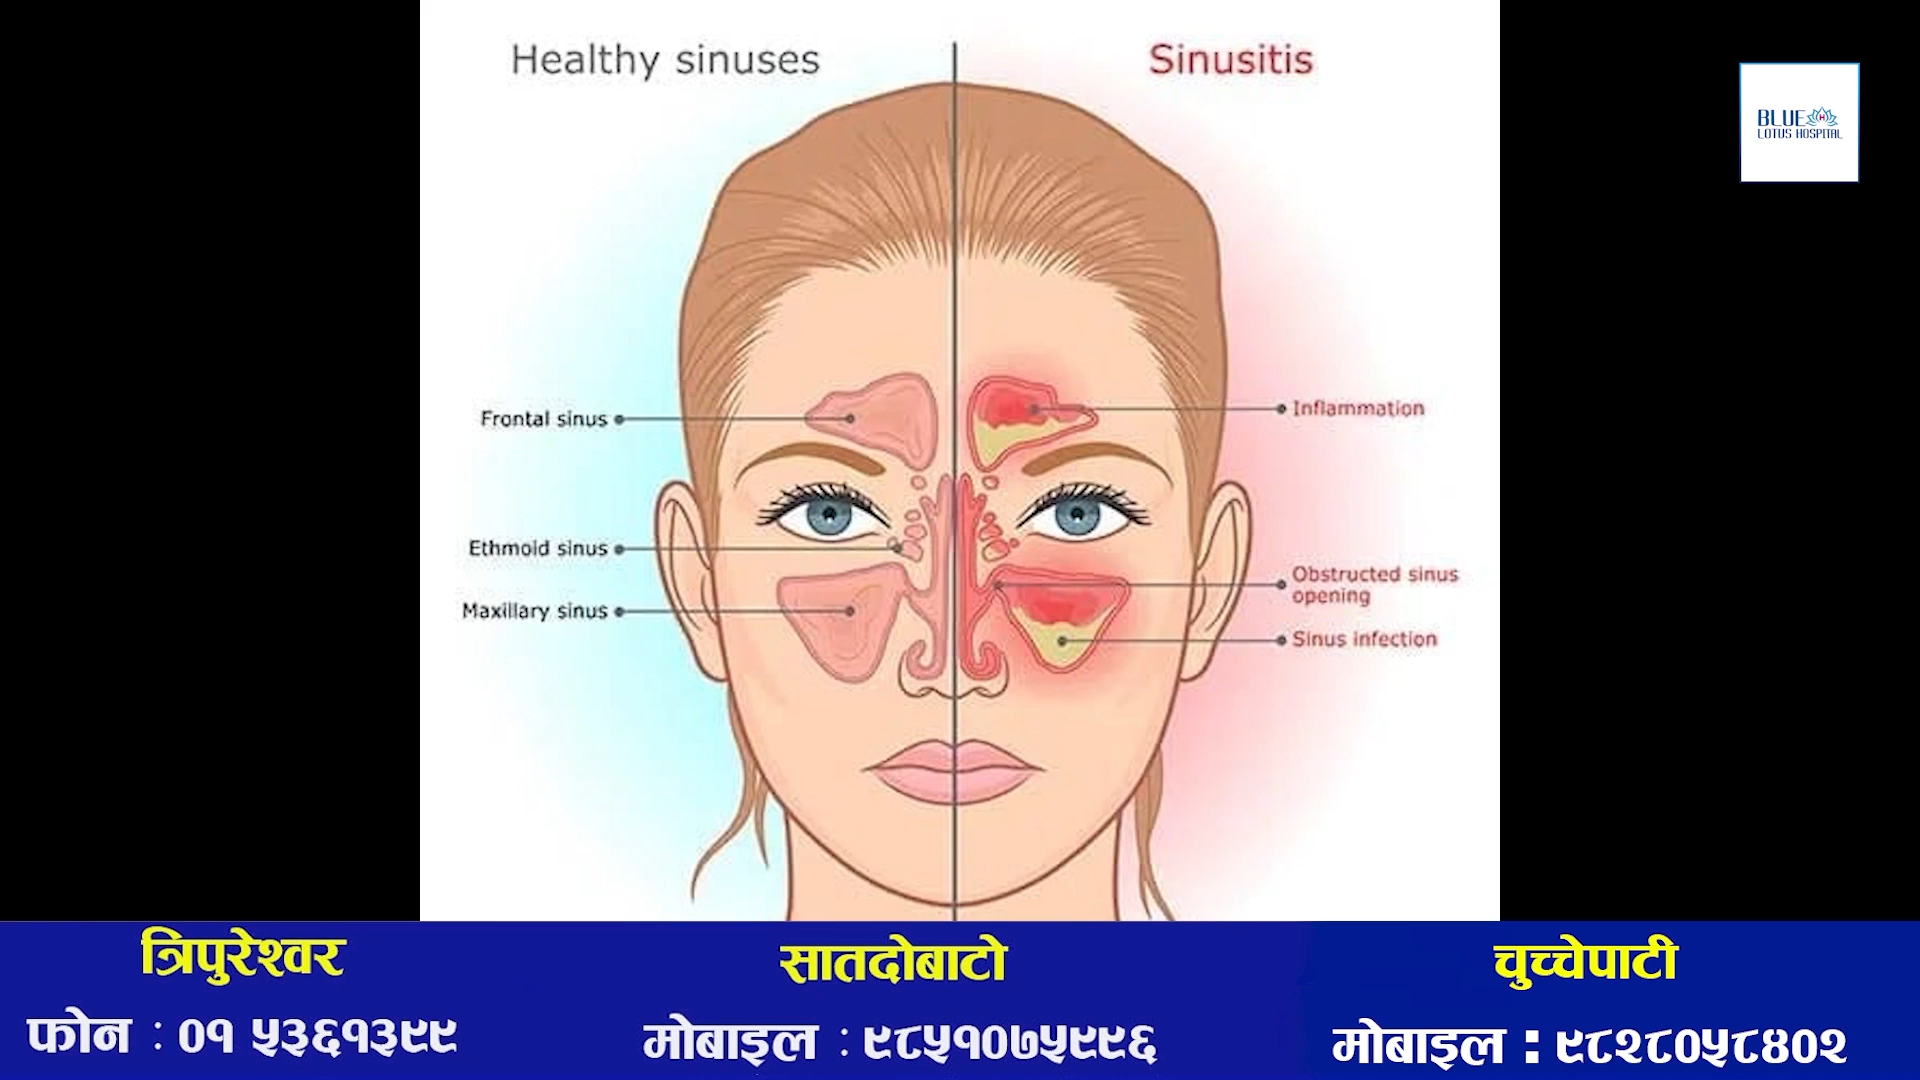 Healthy sinuses
Sinusitis
BLUE
LOTUS HOSPITAL
Frontal sinus
Inflammation
Ethmoid sinus
Obstructed sinus
opening
Maxillary sinus
Sinus infection
त्रिपुरेश्वर
सातदोबाटो
चुच्चेपाटी
फोन : ०१ ५३६१३९९
मोबाइल : ९८५१०७५९९६
मोबाइल : ९८२८०५८४०२